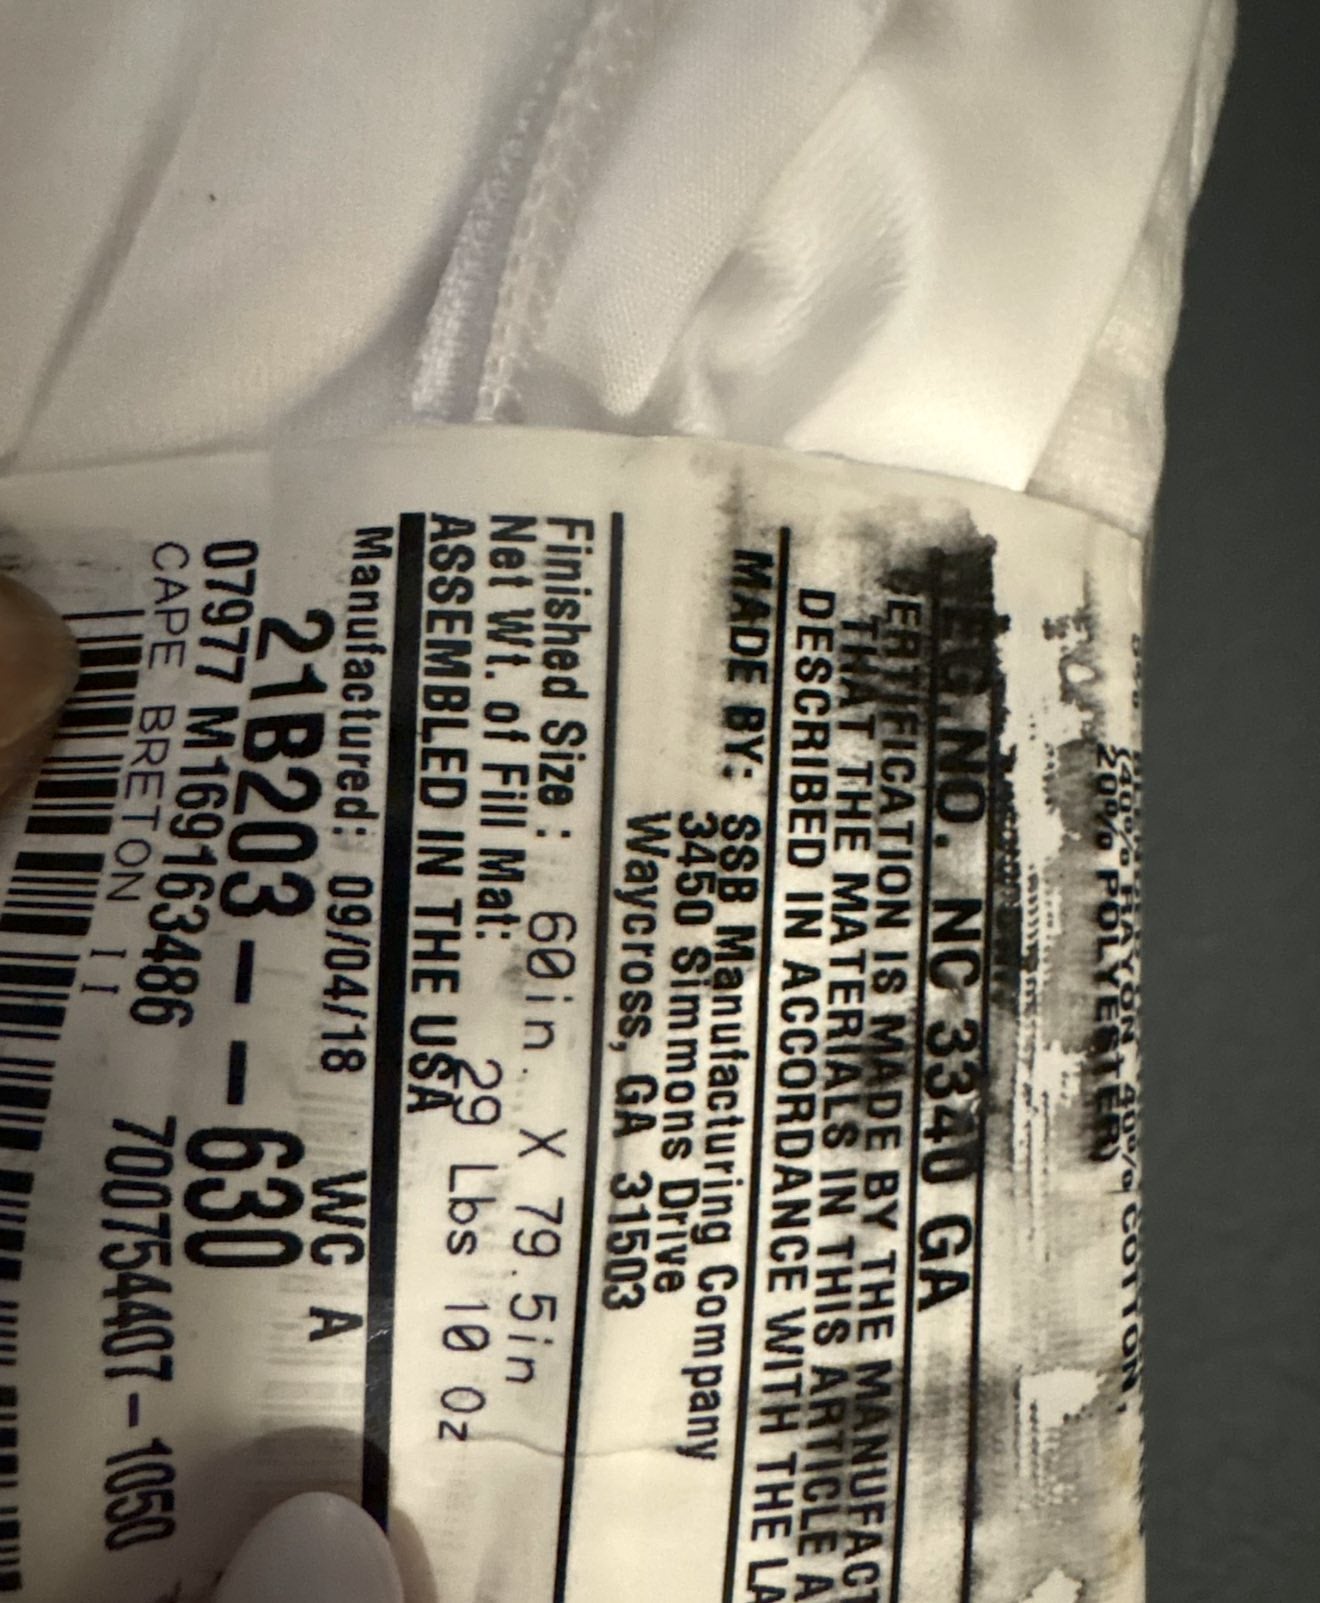 (40% RAYON, 40% COTTON,
20% POLYESTER)
REG.NO. NC 3340 GA
CERTIFICATION IS MADE BY THE MANUFACT
THAT THE MATERIALS IN THIS ARTICLE A
DESCRIBED IN ACCORDANCE WITH THE LA
MADE BY: SSB Manufacturing Company
3450 Simmons Drive
Waycross, GA 31503
Finished Size : 60in. X 79.5in
Net Wt. of Fill Mat: 29 Lbs 10 Oz
ASSEMBLED IN THE USA
Manufactured: 09/04/18 WC A
21B203 - - 630
07977 M169163486 700754407-1050
CAPE BRETON II